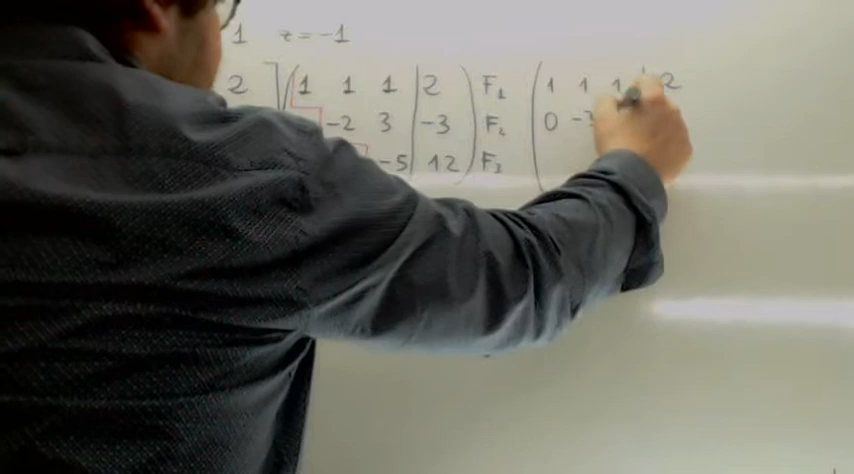 1 z = -1
2 ( 1 1 1 | 2 ) F₁ ( 1 1 1 | 2
-2 3 | -3 ) F₂ ( 0 -3
-5 | 12 ) F₃